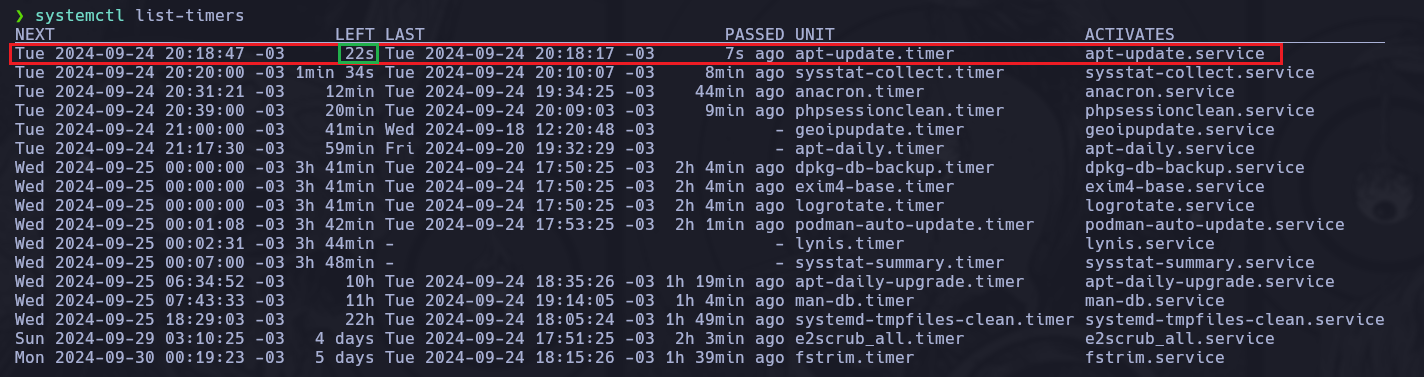 ❯ systemctl list-timers
NEXT LEFT LAST PASSED UNIT ACTIVATES
Tue 2024-09-24 20:18:47 -03 22s Tue 2024-09-24 20:18:17 -03 7s ago apt-update.timer apt-update.service
Tue 2024-09-24 20:20:00 -03 1min 34s Tue 2024-09-24 20:10:07 -03 8min ago sysstat-collect.timer sysstat-collect.service
Tue 2024-09-24 20:31:21 -03 12min Tue 2024-09-24 19:34:25 -03 44min ago anacron.timer anacron.service
Tue 2024-09-24 20:39:00 -03 20min Tue 2024-09-24 20:09:03 -03 9min ago phpsessionclean.timer phpsessionclean.service
Tue 2024-09-24 21:00:00 -03 41min Wed 2024-09-18 12:20:48 -03 - geoipupdate.timer geoipupdate.service
Tue 2024-09-24 21:17:30 -03 59min Fri 2024-09-20 19:32:29 -03 - apt-daily.timer apt-daily.service
Wed 2024-09-25 00:00:00 -03 3h 41min Tue 2024-09-24 17:50:25 -03 2h 4min ago dpkg-db-backup.timer dpkg-db-backup.service
Wed 2024-09-25 00:00:00 -03 3h 41min Tue 2024-09-24 17:50:25 -03 2h 4min ago exim4-base.timer exim4-base.service
Wed 2024-09-25 00:00:00 -03 3h 41min Tue 2024-09-24 17:50:25 -03 2h 4min ago logrotate.timer logrotate.service
Wed 2024-09-25 00:01:08 -03 3h 42min Tue 2024-09-24 17:53:25 -03 2h 1min ago podman-auto-update.timer podman-auto-update.service
Wed 2024-09-25 00:02:31 -03 3h 44min - - lynis.timer lynis.service
Wed 2024-09-25 00:07:00 -03 3h 48min - - sysstat-summary.timer sysstat-summary.service
Wed 2024-09-25 06:34:52 -03 10h Tue 2024-09-24 18:35:26 -03 1h 19min ago apt-daily-upgrade.timer apt-daily-upgrade.service
Wed 2024-09-25 07:43:33 -03 11h Tue 2024-09-24 19:14:05 -03 1h 4min ago man-db.timer man-db.service
Wed 2024-09-25 18:29:03 -03 22h Tue 2024-09-24 18:05:24 -03 1h 49min ago systemd-tmpfiles-clean.timer systemd-tmpfiles-clean.service
Sun 2024-09-29 03:10:25 -03 4 days Tue 2024-09-24 17:51:25 -03 2h 3min ago e2scrub_all.timer e2scrub_all.service
Mon 2024-09-30 00:19:23 -03 5 days Tue 2024-09-24 18:15:26 -03 1h 39min ago fstrim.timer fstrim.service